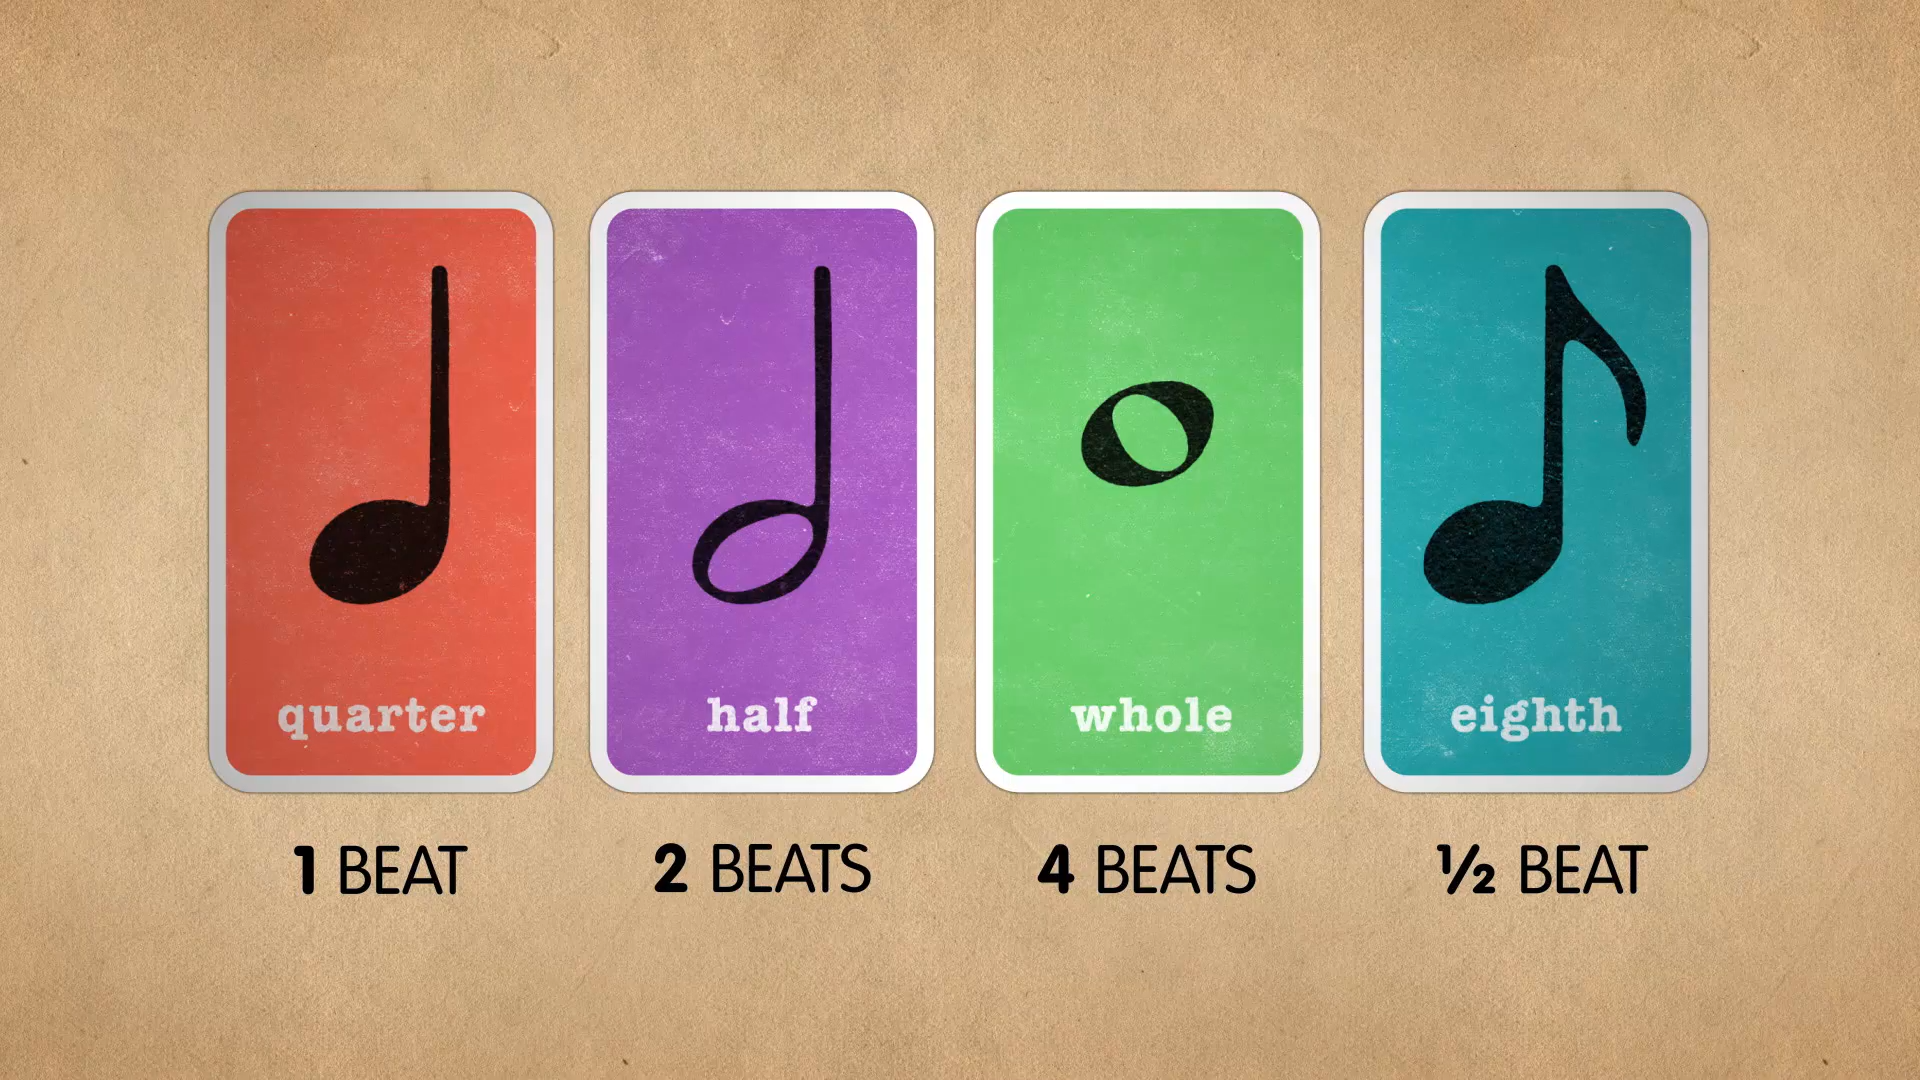 quarter
half
whole
eighth
1 BEAT
2 BEATS
4 BEATS
½ BEAT